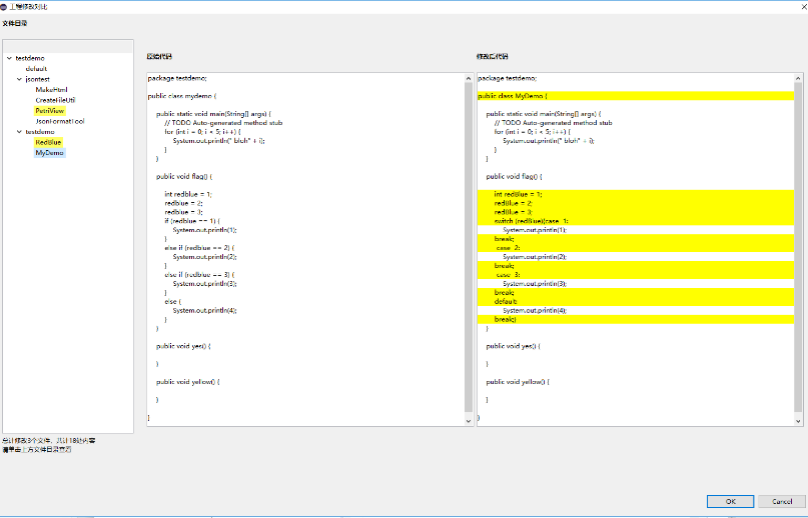 工程修改对比
文件目录
testdemo
default
jsontest
MakeHtml
CreateFileUtil
PetriView
JsonFormatTool
testdemo
RedBlue
MyDemo
总计修改3个文件，共计18处内容
请单击上方文件目录查看
原始代码
package testdemo;
public class mydemo {
public static void main(String[] args) {
// TODO Auto-generated method stub
for (int i = 0; i < 5; i++) {
System.out.println(" bloh" + i);
}
}
public void flag() {
int redblue = 1;
redblue = 2;
redblue = 3;
if (redblue == 1) {
System.out.println(1);
}
else if (redblue == 2) {
System.out.println(2);
}
else if (redblue == 3) {
System.out.println(3);
}
else {
System.out.println(4);
}
}
public void yes() {
}
public void yellow() {
}
}
修改后代码
package testdemo;
public class MyDemo {
public static void main(String[] args) {
// TODO Auto-generated method stub
for (int i = 0; i < 5; i++) {
System.out.println(" bloh" + i);
}
}
public void flag() {
int redBlue = 1;
redBlue = 2;
redBlue = 3;
switch (redBlue){case 1:
System.out.println(1);
break;
case 2:
System.out.println(2);
break;
case 3:
System.out.println(3);
break;
default:
System.out.println(4);
break;}
}
public void yes() {
}
public void yellow() {
}
}
OK
Cancel